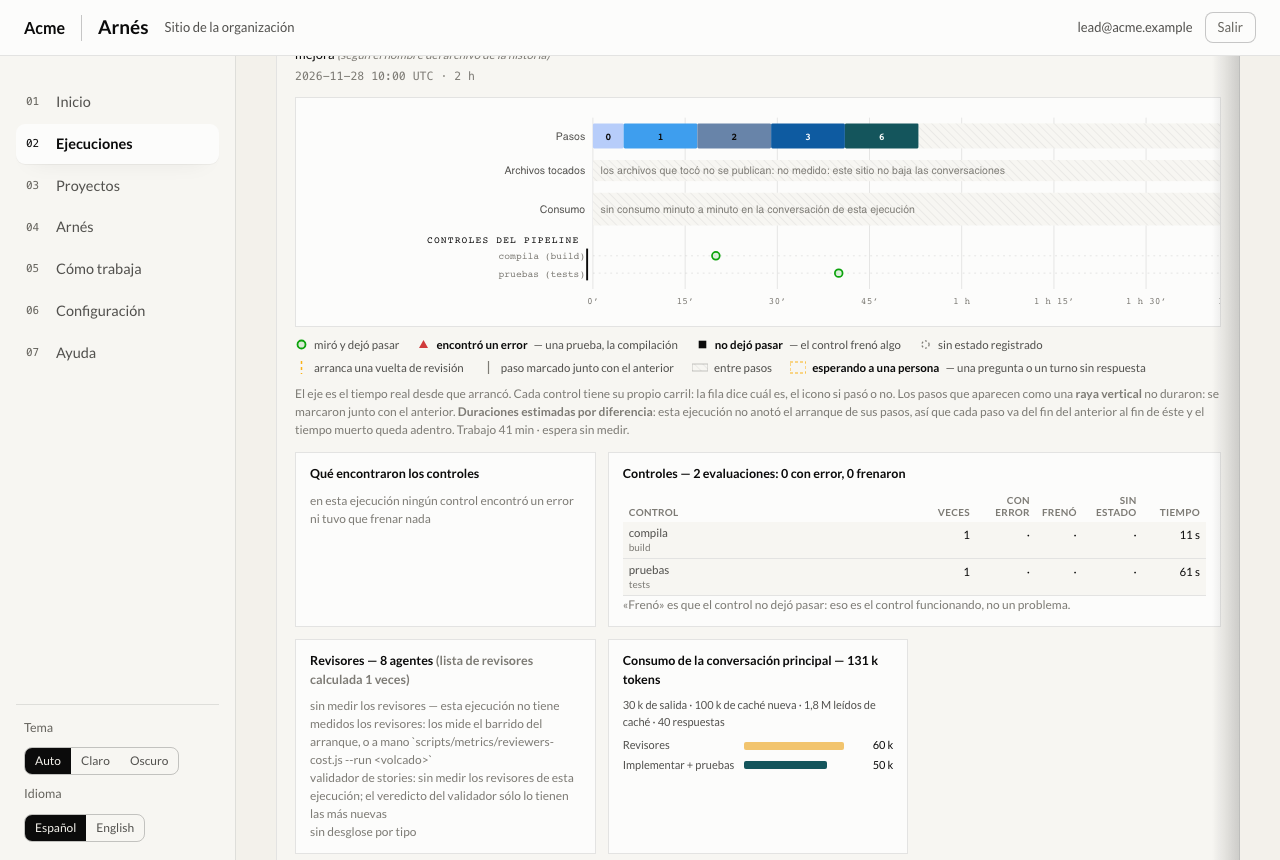 Acme
Arnés
Sitio de la organización
lead@acme.example
Salir
01 Inicio
02 Ejecuciones
03 Proyectos
04 Arnés
05 Cómo trabaja
06 Configuración
07 Ayuda
Tema
Auto Claro Oscuro
Idioma
Español English
mejora (según el nombre del archivo de la historia)
2026-11-28 10:00 UTC · 2 h
Pasos 0 1 2 3 6
Archivos tocados los archivos que tocó no se publican: no medido: este sitio no baja las conversaciones
Consumo sin consumo minuto a minuto en la conversación de esta ejecución
CONTROLES DEL PIPELINE
compila (build)
pruebas (tests)
0′ 15′ 30′ 45′ 1 h 1 h 15′ 1 h 30′
miró y dejó pasar encontró un error — una prueba, la compilación no dejó pasar — el control frenó algo sin estado registrado
arranca una vuelta de revisión paso marcado junto con el anterior entre pasos esperando a una persona — una pregunta o un turno sin respuesta
El eje es el tiempo real desde que arrancó. Cada control tiene su propio carril: la fila dice cuál es, el icono si pasó o no. Los pasos que aparecen como una raya vertical no duraron: se
marcaron junto con el anterior. Duraciones estimadas por diferencia: esta ejecución no anotó el arranque de sus pasos, así que cada paso va del fin del anterior al fin de éste y el
tiempo muerto queda adentro. Trabajo 41 min · espera sin medir.
Qué encontraron los controles
en esta ejecución ningún control encontró un error
ni tuvo que frenar nada
Controles — 2 evaluaciones: 0 con error, 0 frenaron
CONTROL VECES CON ERROR FRENÓ SIN ESTADO TIEMPO
compila 1 · · · 11 s
build
pruebas 1 · · · 61 s
tests
«Frenó» es que el control no dejó pasar: eso es el control funcionando, no un problema.
Revisores — 8 agentes (lista de revisores
calculada 1 veces)
sin medir los revisores — esta ejecución no tiene
medidos los revisores: los mide el barrido del
arranque, o a mano `scripts/metrics/reviewers-
cost.js --run <volcado>`
validador de stories: sin medir los revisores de esta
ejecución; el veredicto del validador sólo lo tienen
las más nuevas
sin desglose por tipo
Consumo de la conversación principal — 131 k
tokens
30 k de salida · 100 k de caché nueva · 1,8 M leídos de
caché · 40 respuestas
Revisores 60 k
Implementar + pruebas 50 k